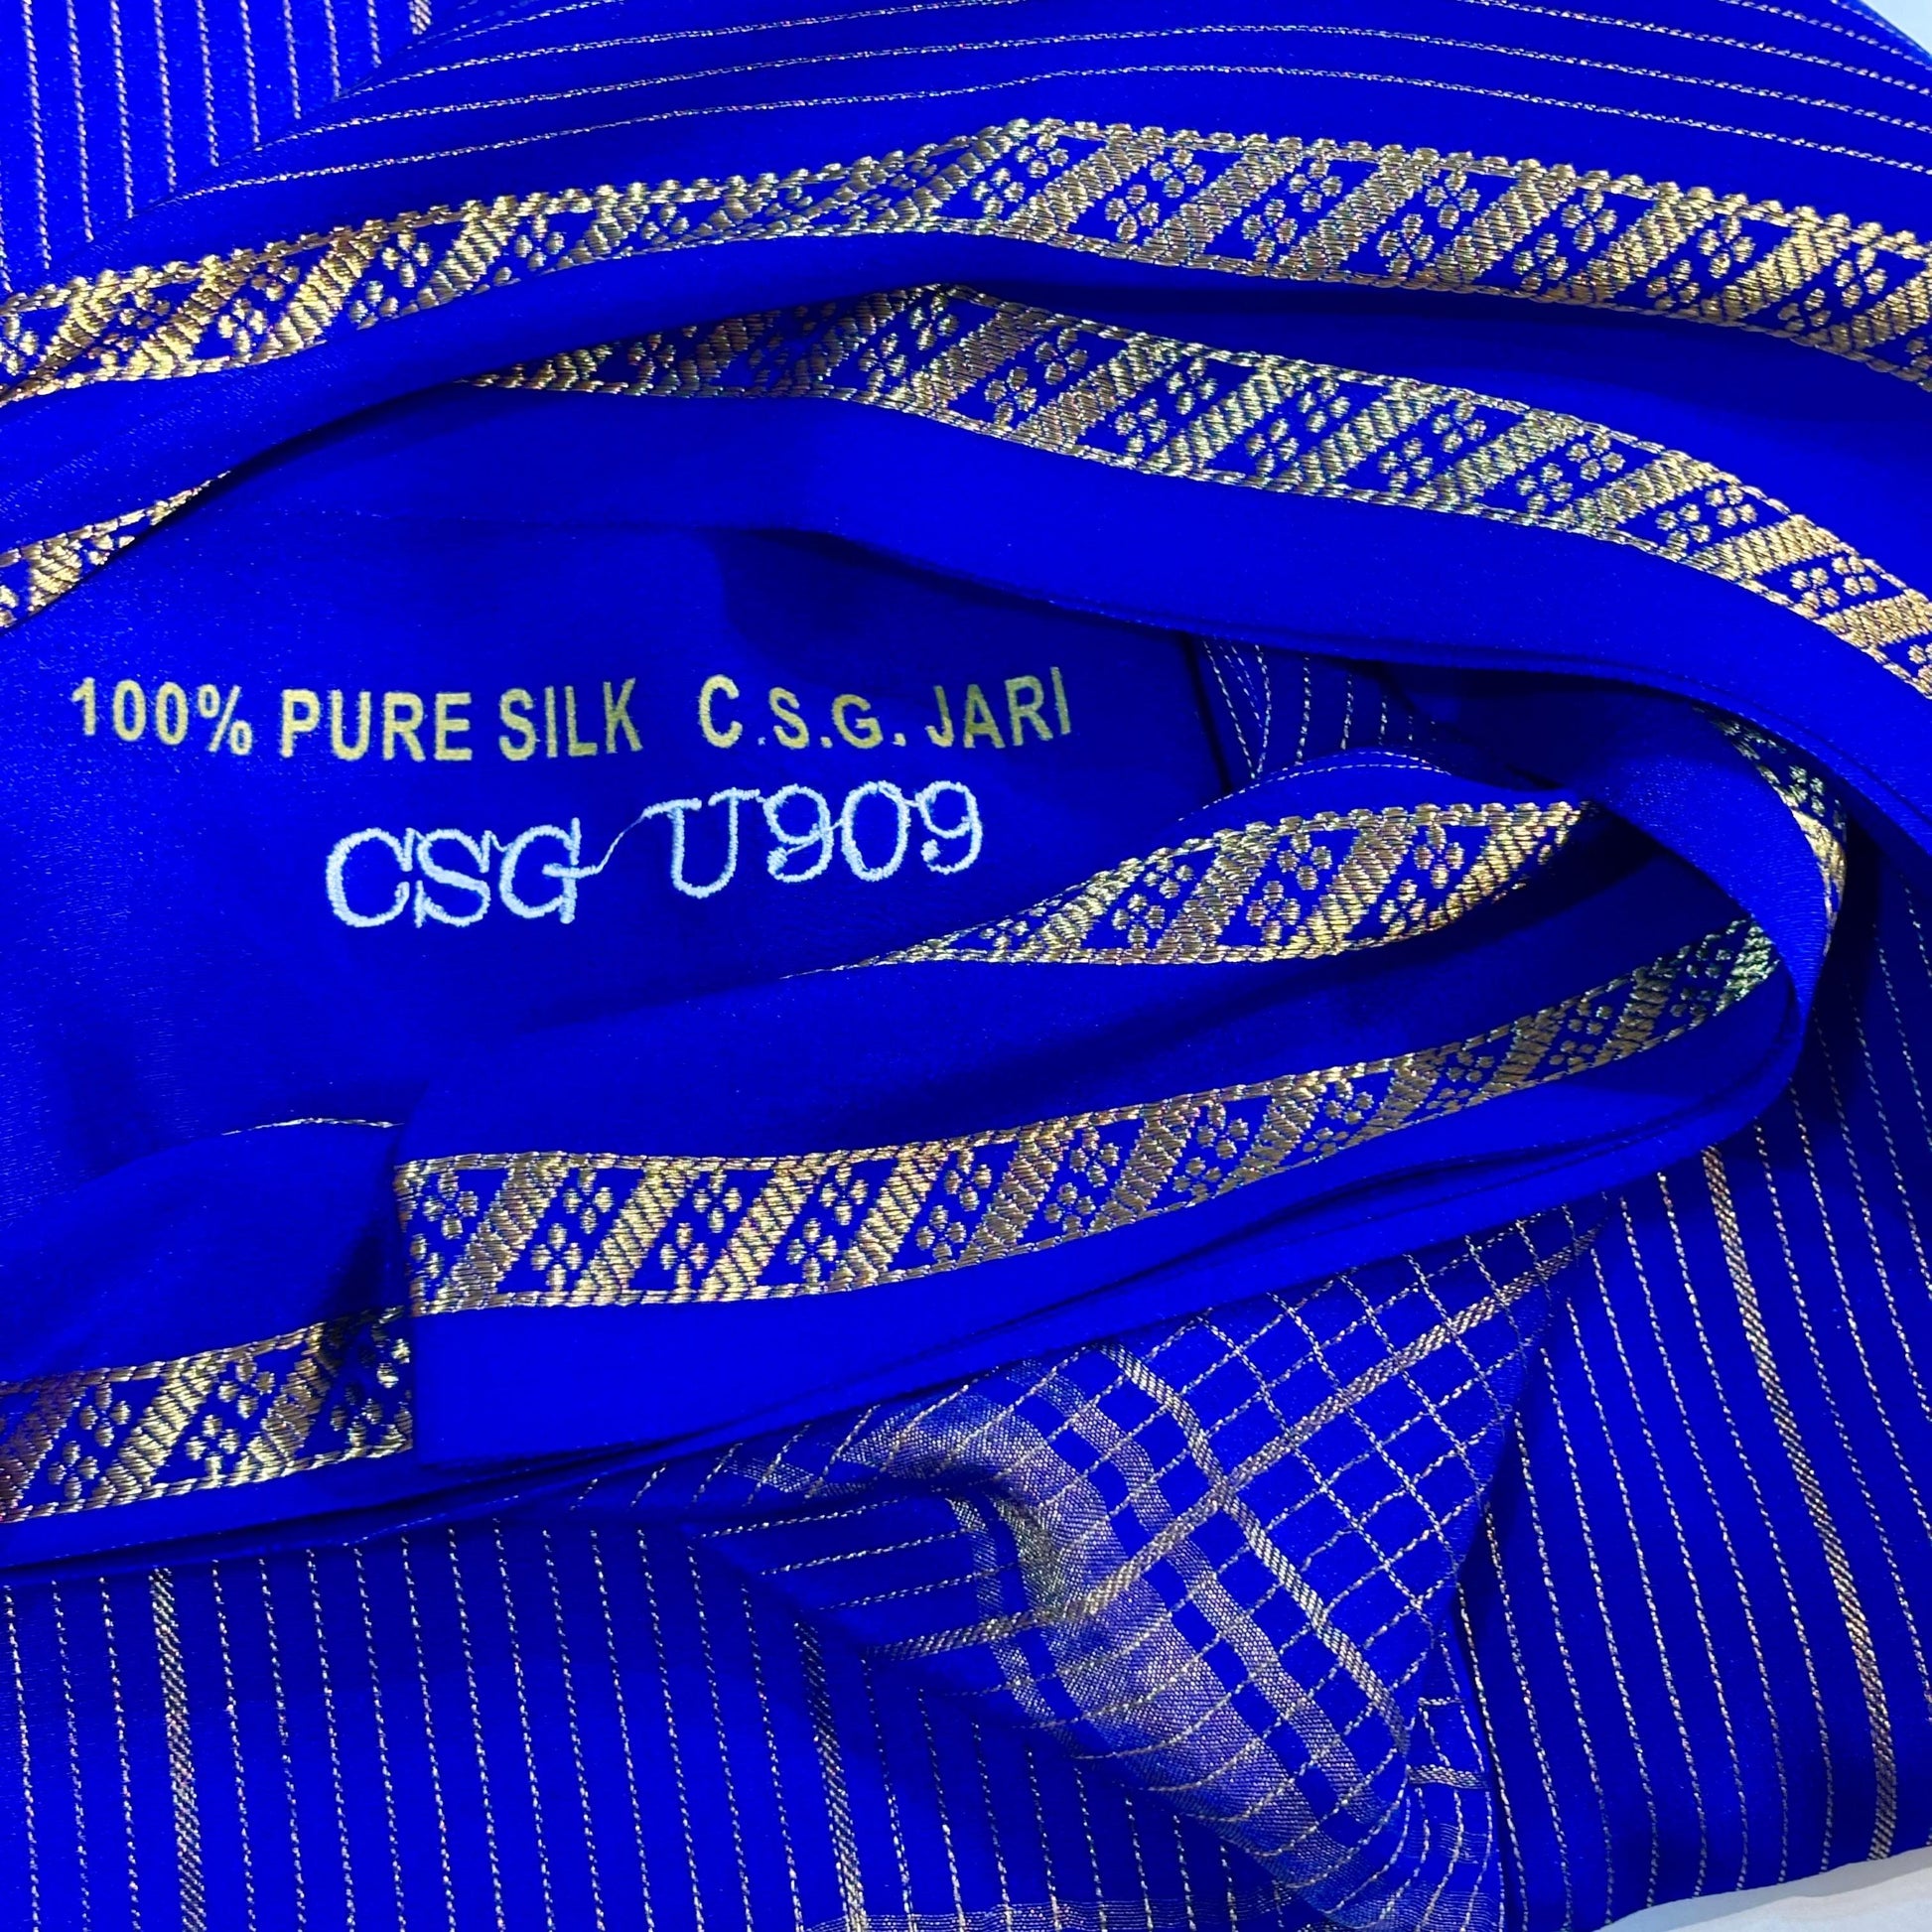 100% PURE SILK C.S.G. JARI
CSG U909